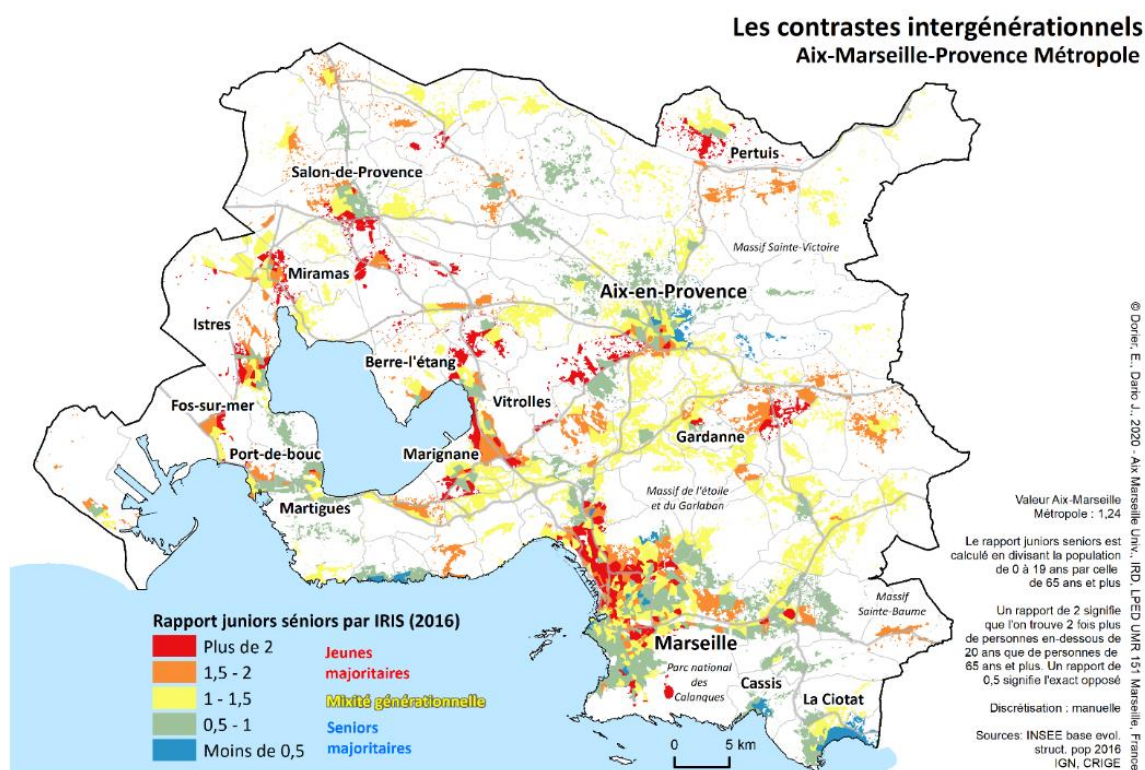 Les contrastes intergénérationnels
Aix-Marseille-Provence Métropole
Pertuis
Salon-de-Provence
Massif Sainte-Victoire
Miramas
Aix-en-Provence
Istres
Berre-l'étang
Vitrolles
Fos-sur-mer
Gardanne
Port-de-bouc
Marignane
Massif de l'étoile
et du Garlaban
Martigues
Massif
Sainte-Baume
Marseille
Parc national
des
Calanques
Cassis
La Ciotat
0 5 km
Rapport juniors séniors par IRIS (2016)
Plus de 2
1,5 - 2
1 - 1,5
0,5 - 1
Moins de 0,5
Jeunes
majoritaires
Mixité générationnelle
Seniors
majoritaires
Valeur Aix-Marseille
Métropole : 1,24
Le rapport juniors seniors est
calculé en divisant la population
de 0 à 19 ans par celle
de 65 ans et plus
Un rapport de 2 signifie
que l'on trouve 2 fois plus
de personnes en-dessous de
20 ans que de personnes de
65 ans et plus. Un rapport de
0,5 signifie l'exact opposé
Discrétisation : manuelle
Sources: INSEE base evol.
struct. pop 2016
IGN, CRIGE
© Dorier, E., Dario J., 2020 - Aix Marseille Univ., IRD, LPED UMR 151 Marseille, France